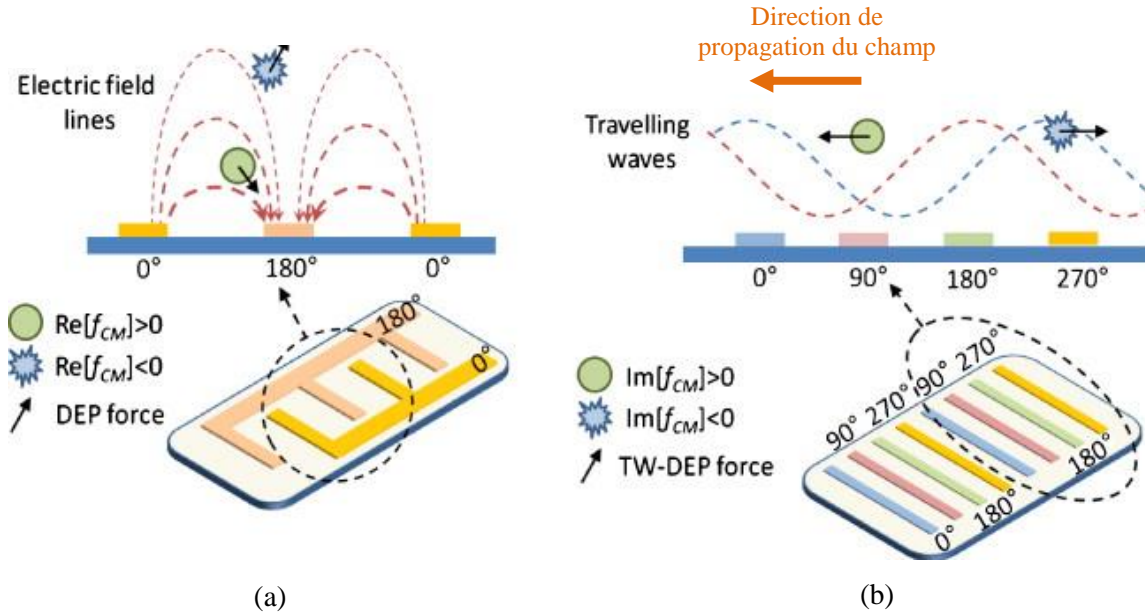 Electric field
lines
0°
180°
0°
180°
0°
Re[fCM]>0
Re[fCM]<0
DEP force
(a)
Direction de
propagation du champ
Travelling
waves
0°
90°
180°
270°
Im[fCM]>0
Im[fCM]<0
TW-DEP force
90°
270°
90°
270°
0°
180°
180°
(b)